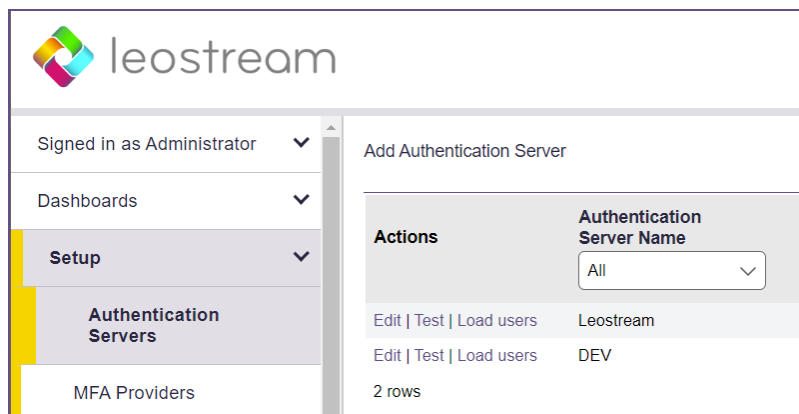 leostream
Signed in as Administrator
Dashboards
Setup
Authentication
Servers
MFA Providers
Add Authentication Server
Actions
Authentication
Server Name
All
Edit | Test | Load users Leostream
Edit | Test | Load users DEV
2 rows